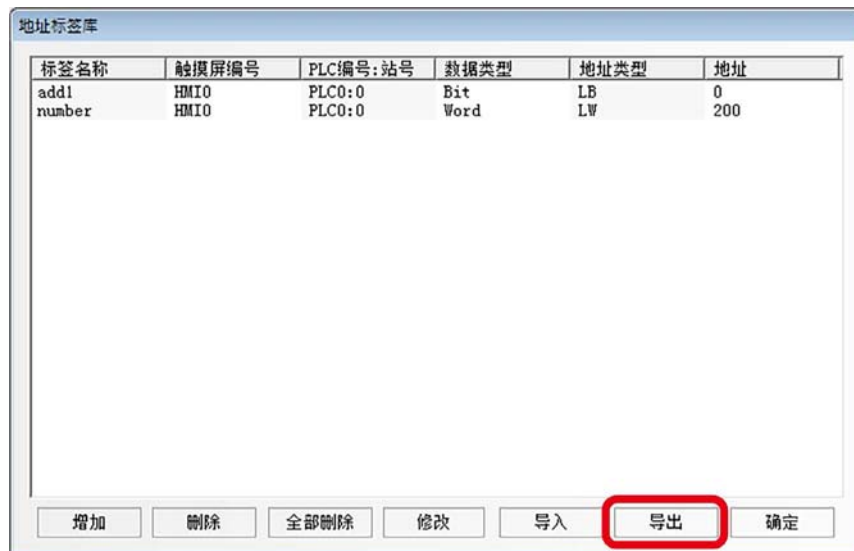 地址标签库
标签名称 触摸屏编号 PLC编号:站号 数据类型 地址类型 地址
add1 HMI0 PLC0:0 Bit LB 0
number HMI0 PLC0:0 Word LW 200
增加 删除 全部删除 修改 导入 导出 确定